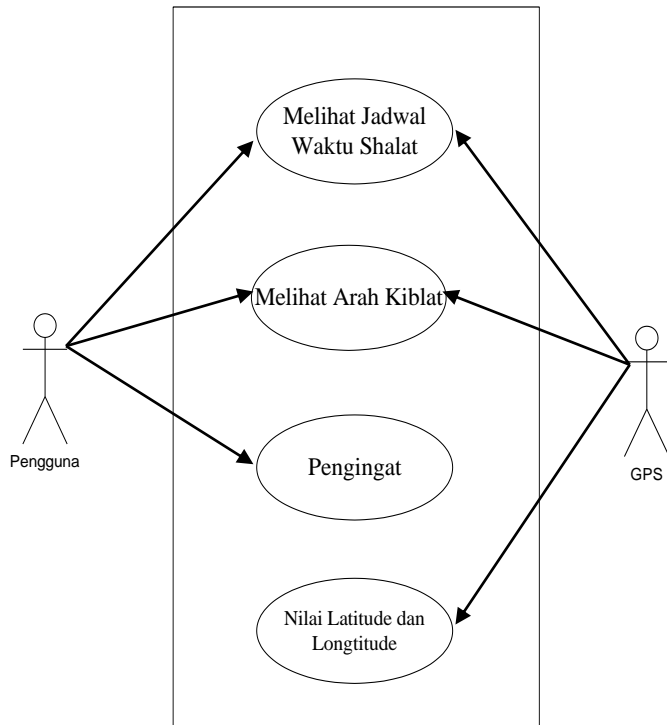 Melihat Jadwal
Waktu Shalat
Melihat Arah Kiblat
Pengguna
GPS
Pengingat
Nilai Latitude dan
Longtitude